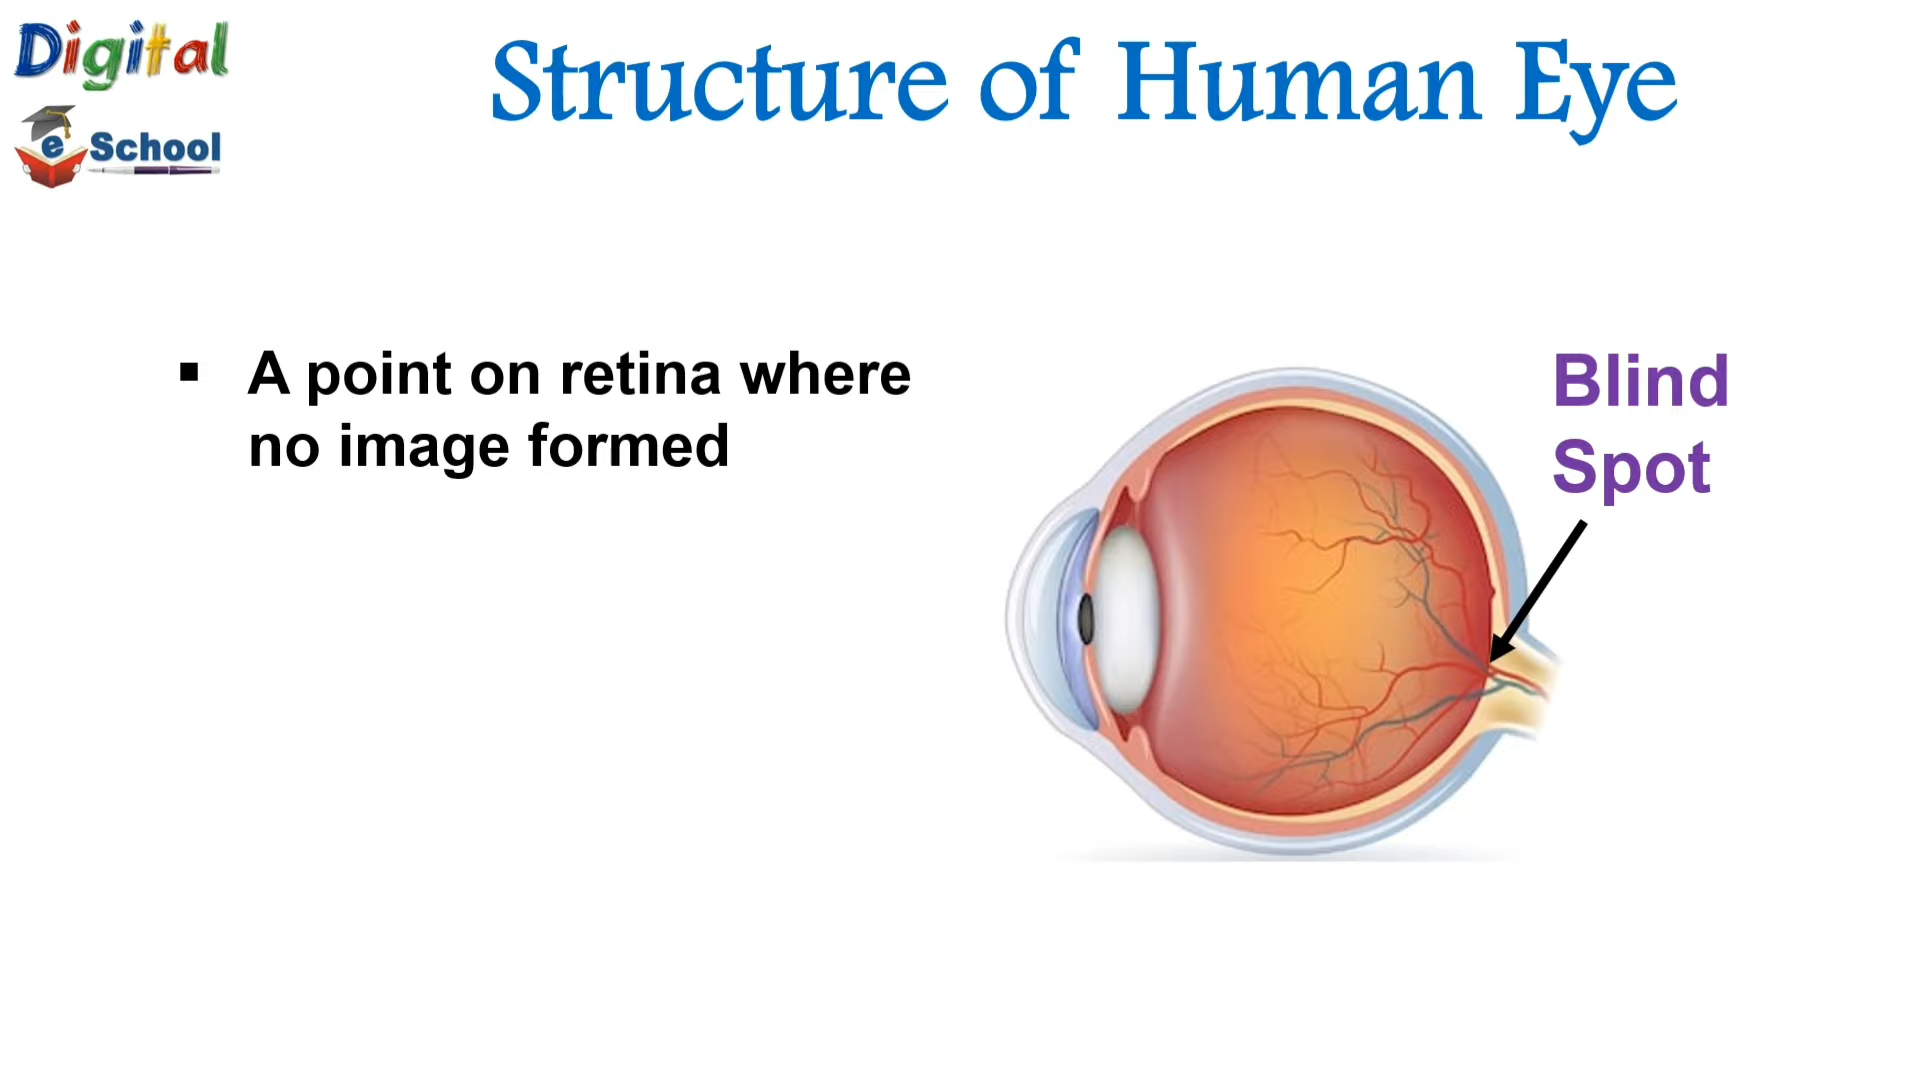 Digital
e School
Structure of Human Eye
▪ A point on retina where
no image formed
Blind
Spot